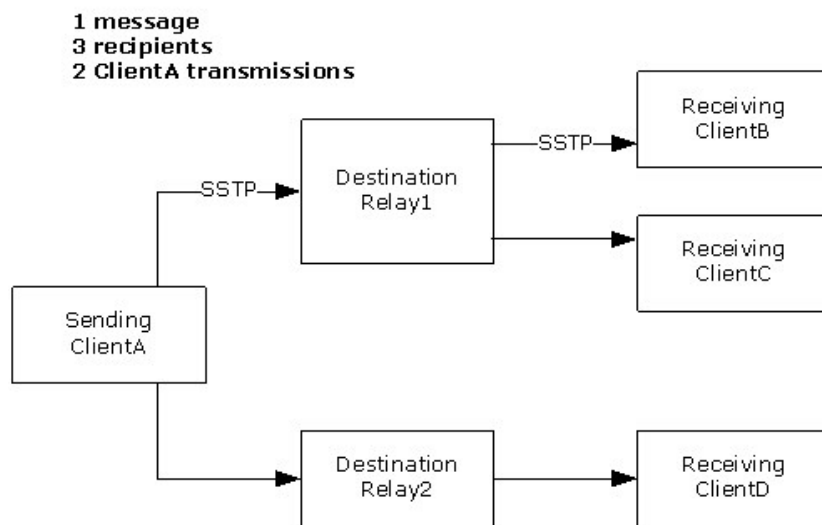 1 message
3 recipients
2 ClientA transmissions
SSTP
Destination
Relay1
SSTP
Receiving
ClientB
Receiving
ClientC
Sending
ClientA
Destination
Relay2
Receiving
ClientD